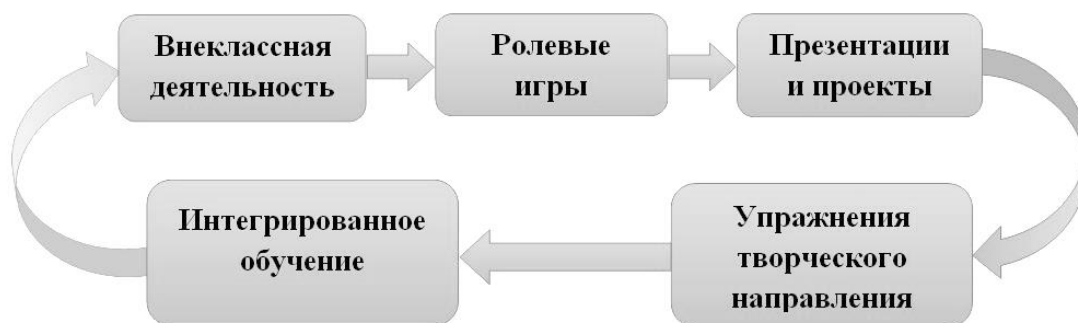 Внеклассная
деятельность
Ролевые
игры
Презентации
и проекты
Упражнения
творческого
направления
Интегрированное
обучение